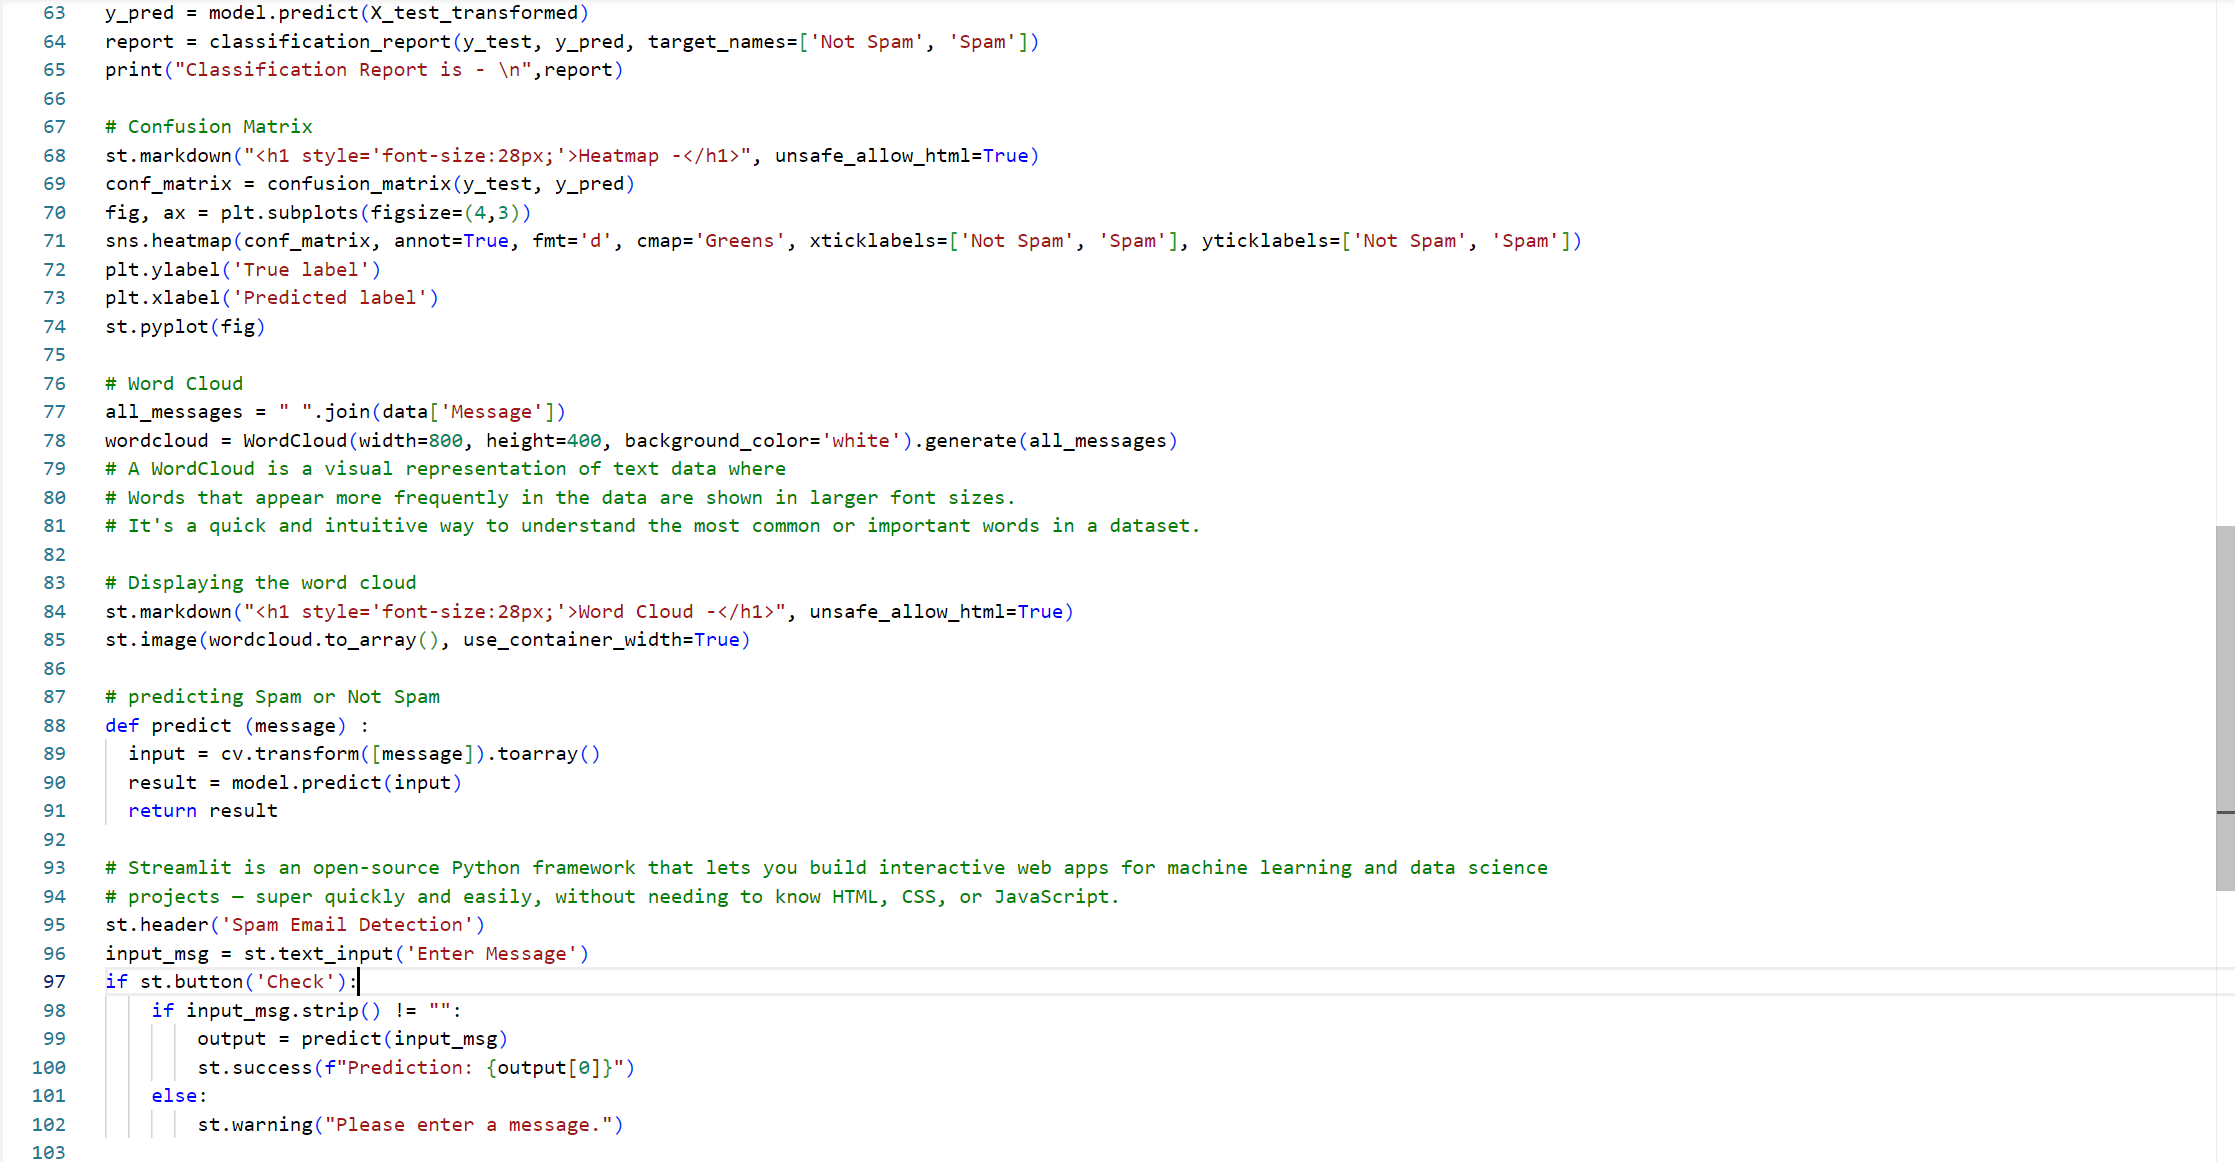 63 y_pred = model.predict(X_test_transformed)
64 report = classification_report(y_test, y_pred, target_names=['Not Spam', 'Spam'])
65 print("Classification Report is - \n",report)
66
67 # Confusion Matrix
68 st.markdown("<h1 style='font-size:28px;'>Heatmap -</h1>", unsafe_allow_html=True)
69 conf_matrix = confusion_matrix(y_test, y_pred)
70 fig, ax = plt.subplots(figsize=(4,3))
71 sns.heatmap(conf_matrix, annot=True, fmt='d', cmap='Greens', xticklabels=['Not Spam', 'Spam'], yticklabels=['Not Spam', 'Spam'])
72 plt.ylabel('True label')
73 plt.xlabel('Predicted label')
74 st.pyplot(fig)
75
76 # Word Cloud
77 all_messages = " ".join(data['Message'])
78 wordcloud = WordCloud(width=800, height=400, background_color='white').generate(all_messages)
79 # A WordCloud is a visual representation of text data where
80 # Words that appear more frequently in the data are shown in larger font sizes.
81 # It's a quick and intuitive way to understand the most common or important words in a dataset.
82
83 # Displaying the word cloud
84 st.markdown("<h1 style='font-size:28px;'>Word Cloud -</h1>", unsafe_allow_html=True)
85 st.image(wordcloud.to_array(), use_container_width=True)
86
87 # predicting Spam or Not Spam
88 def predict (message) :
89   input = cv.transform([message]).toarray()
90   result = model.predict(input)
91   return result
92
93 # Streamlit is an open-source Python framework that lets you build interactive web apps for machine learning and data science
94 # projects — super quickly and easily, without needing to know HTML, CSS, or JavaScript.
95 st.header('Spam Email Detection')
96 input_msg = st.text_input('Enter Message')
97 if st.button('Check'):
98     if input_msg.strip() != "":
99         output = predict(input_msg)
100         st.success(f"Prediction: {output[0]}")
101     else:
102         st.warning("Please enter a message.")
103